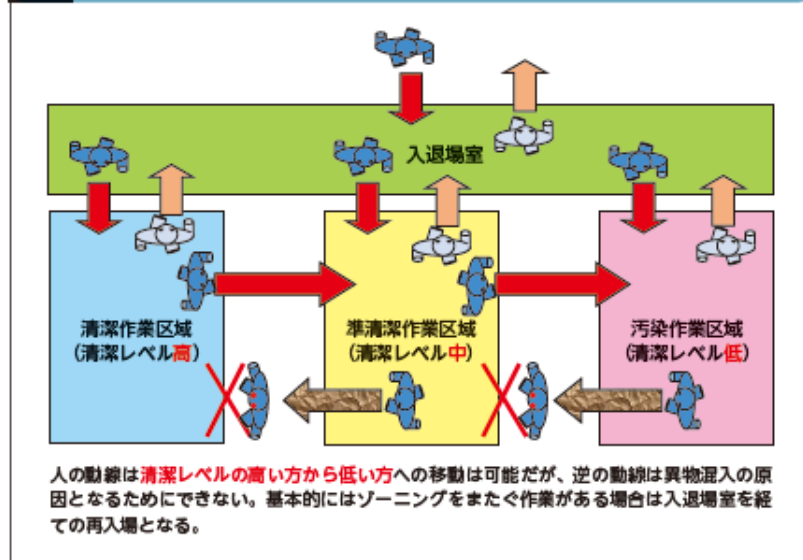 入退場室
清潔作業区域
（清潔レベル高）
準清潔作業区域
（清潔レベル中）
汚染作業区域
（清潔レベル低）
人の動線は清潔レベルの高い方から低い方への移動は可能だが、逆の動線は異物混入の原
因となるためにできない。基本的にはゾーニングをまたぐ作業がある場合は入退場室を経
ての再入場となる。